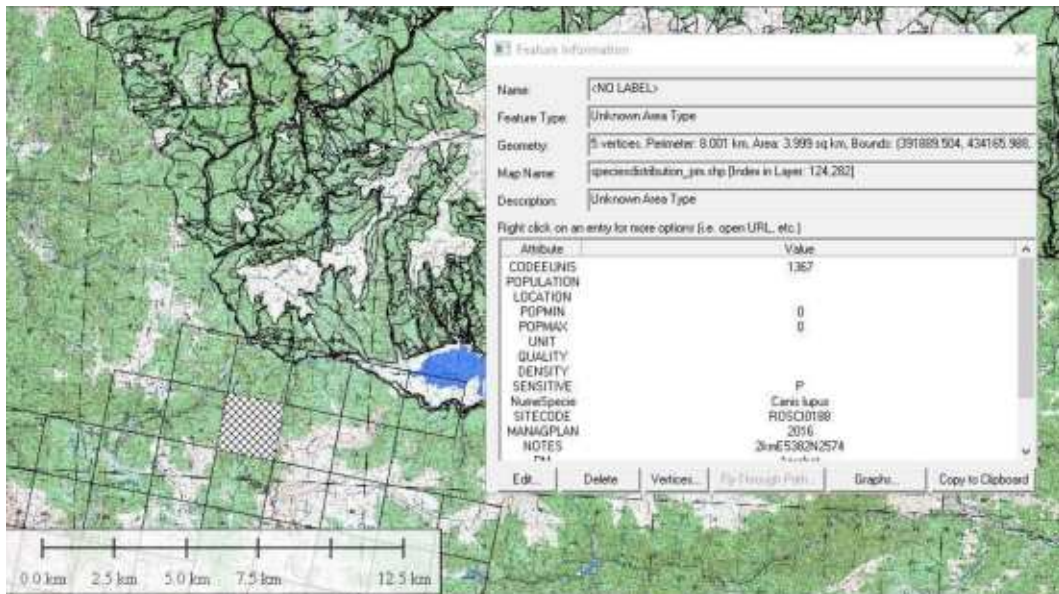 Feature Information
Name: <NO LABEL>
Feature Type: Unknown Area Type
Geometry: 5 vertices, Perimeter: 8.001 km, Area: 3.999 sq km, Bounds: (391889.504, 434165.988,
Map Name: speciesdistribution_pm.shp [Index in Layer: 124,282]
Description: Unknown Area Type
Right click on an entry for more options (i.e. open URL, etc.)
Attribute Value
CODEEUNIS 1367
POPULATION
LOCATION
POPMIN 0
POPMAX 0
UNIT
QUALITY
DENSITY
SENSITIVE P
NumeSpecie Canis lupus
SITECODE ROSCI0188
MANAGPLAN 2016
NOTES 2kmE5382N2574
Edit... Delete Vertices... Fly-Through Path... Graphs... Copy to Clipboard
0.0 km 2.5 km 5.0 km 7.5 km 12.5 km